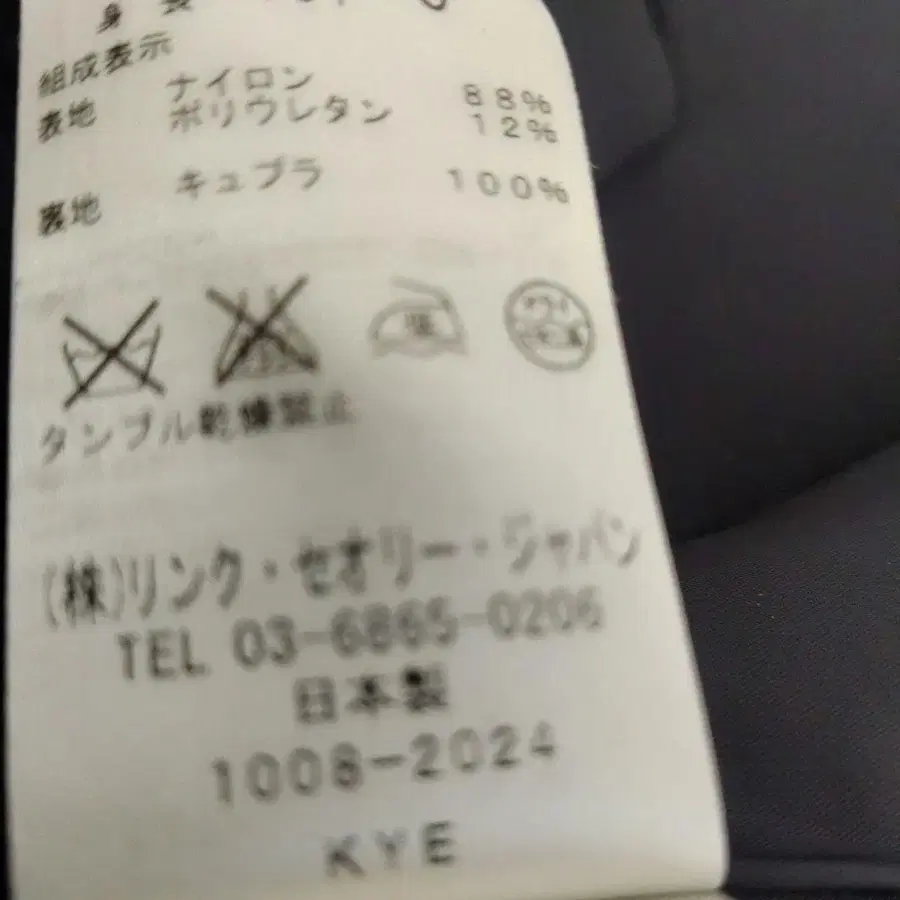 身長
組成表示
表地 ナイロン 88%
ポリウレタン 12%
裏地 キュプラ 100%
タンブル乾燥禁止
(株)リンク・セオリー・ジャパン
TEL 03-6865-0206
日本製
1008-2024
KYE